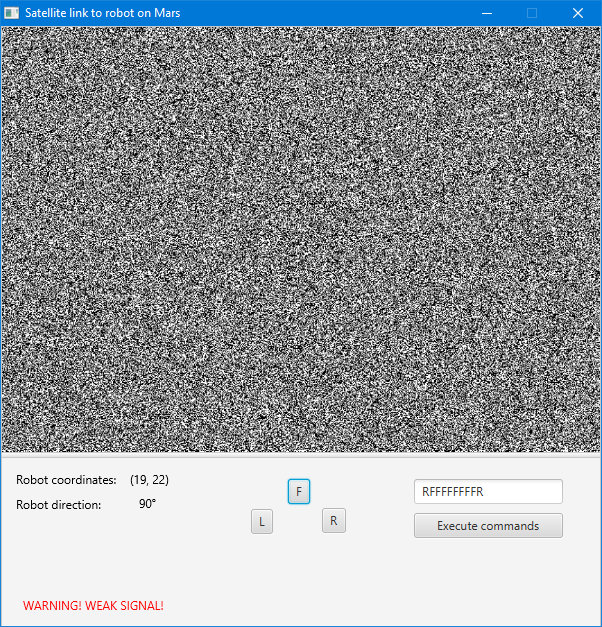 Satellite link to robot on Mars
Robot coordinates: (19, 22)
Robot direction: 90°
F
L
R
RFFFFFFFFR
Execute commands
WARNING! WEAK SIGNAL!